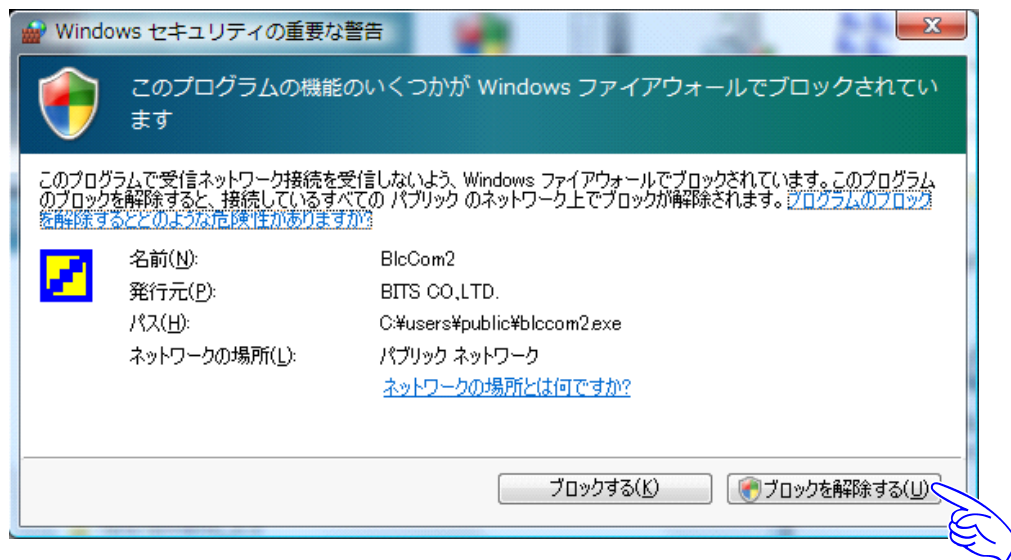 Windows セキュリティの重要な警告
このプログラムの機能のいくつかが Windows ファイアウォールでブロックされてい
ます
このプログラムで受信ネットワーク接続を受信しないよう、Windows ファイアウォールでブロックされています。このプログラム
のブロックを解除すると、接続しているすべての パブリック のネットワーク上でブロックが解除されます。プログラムのブロック
を解除するとどのような危険性がありますか?
名前(N): BlcCom2
発行元(P): BITS CO,LTD.
パス(H): C:¥users¥public¥blccom2.exe
ネットワークの場所(L): パブリック ネットワーク
ネットワークの場所とは何ですか?
ブロックする(K) ブロックを解除する(U)